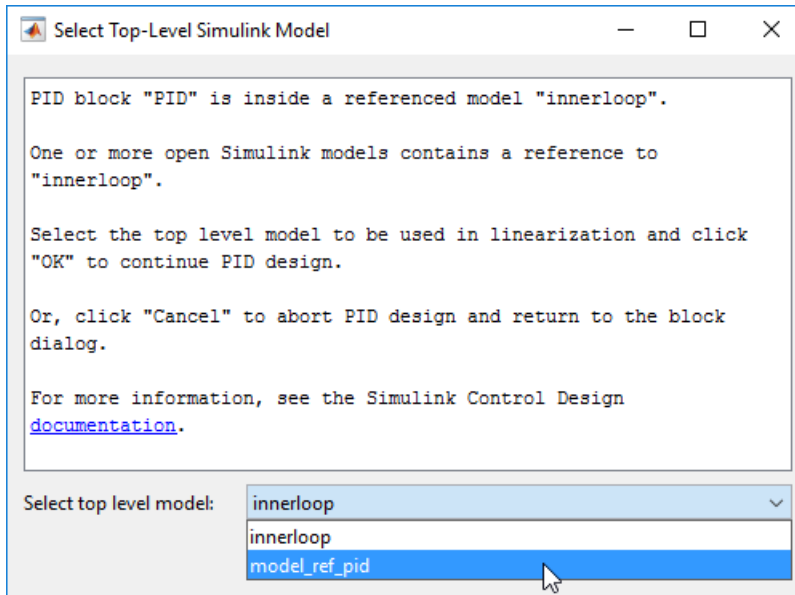 Select Top-Level Simulink Model
PID block "PID" is inside a referenced model "innerloop".
One or more open Simulink models contains a reference to
"innerloop".
Select the top level model to be used in linearization and click
"OK" to continue PID design.
Or, click "Cancel" to abort PID design and return to the block
dialog.
For more information, see the Simulink Control Design
documentation.
Select top level model: innerloop
innerloop
model_ref_pid